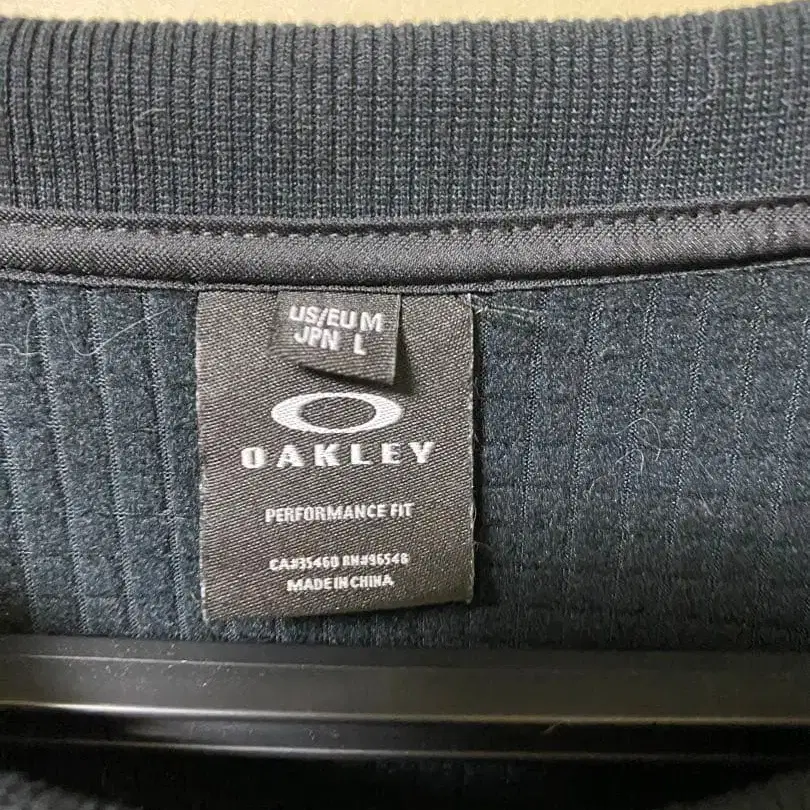 US/EU M
JPN L
OAKLEY
PERFORMANCE FIT
CA#35460 RN#96548
MADE IN CHINA